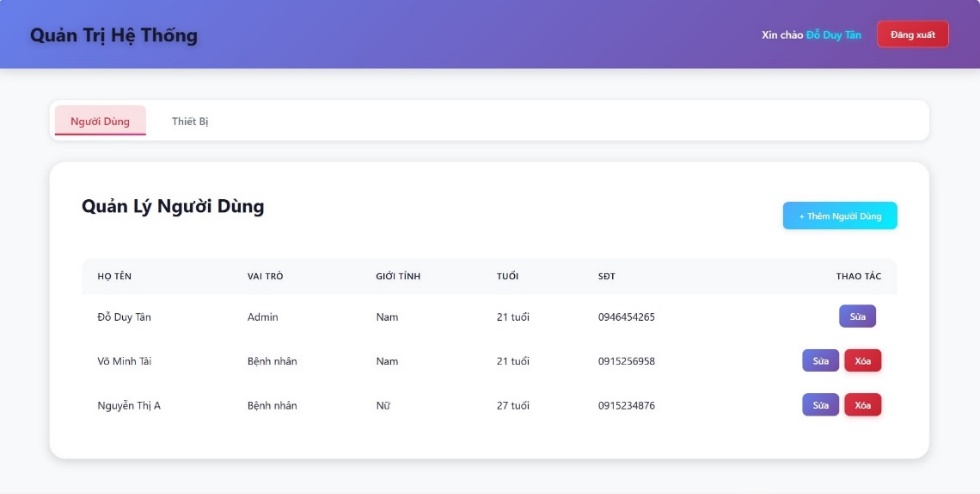 Quản Trị Hệ Thống
Xin chào Đỗ Duy Tân
Đăng xuất
Người Dùng Thiết Bị
Quản Lý Người Dùng
+ Thêm Người Dùng
HỌ TÊN VAI TRÒ GIỚI TÍNH TUỔI SĐT THAO TÁC
Đỗ Duy Tân Admin Nam 21 tuổi 0946454265 Sửa
Võ Minh Tài Bệnh nhân Nam 21 tuổi 0915256958 Sửa Xóa
Nguyễn Thị A Bệnh nhân Nữ 27 tuổi 0915234876 Sửa Xóa